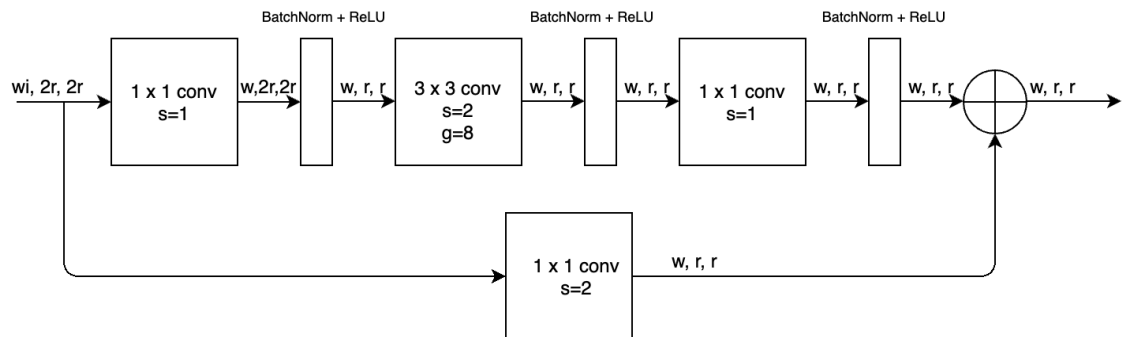 BatchNorm + ReLU
BatchNorm + ReLU
BatchNorm + ReLU
wi, 2r, 2r
1 x 1 conv
s=1
w,2r,2r
w, r, r
3 x 3 conv
s=2
g=8
w, r, r
w, r, r
1 x 1 conv
s=1
w, r, r
w, r, r
w, r, r
1 x 1 conv
s=2
w, r, r